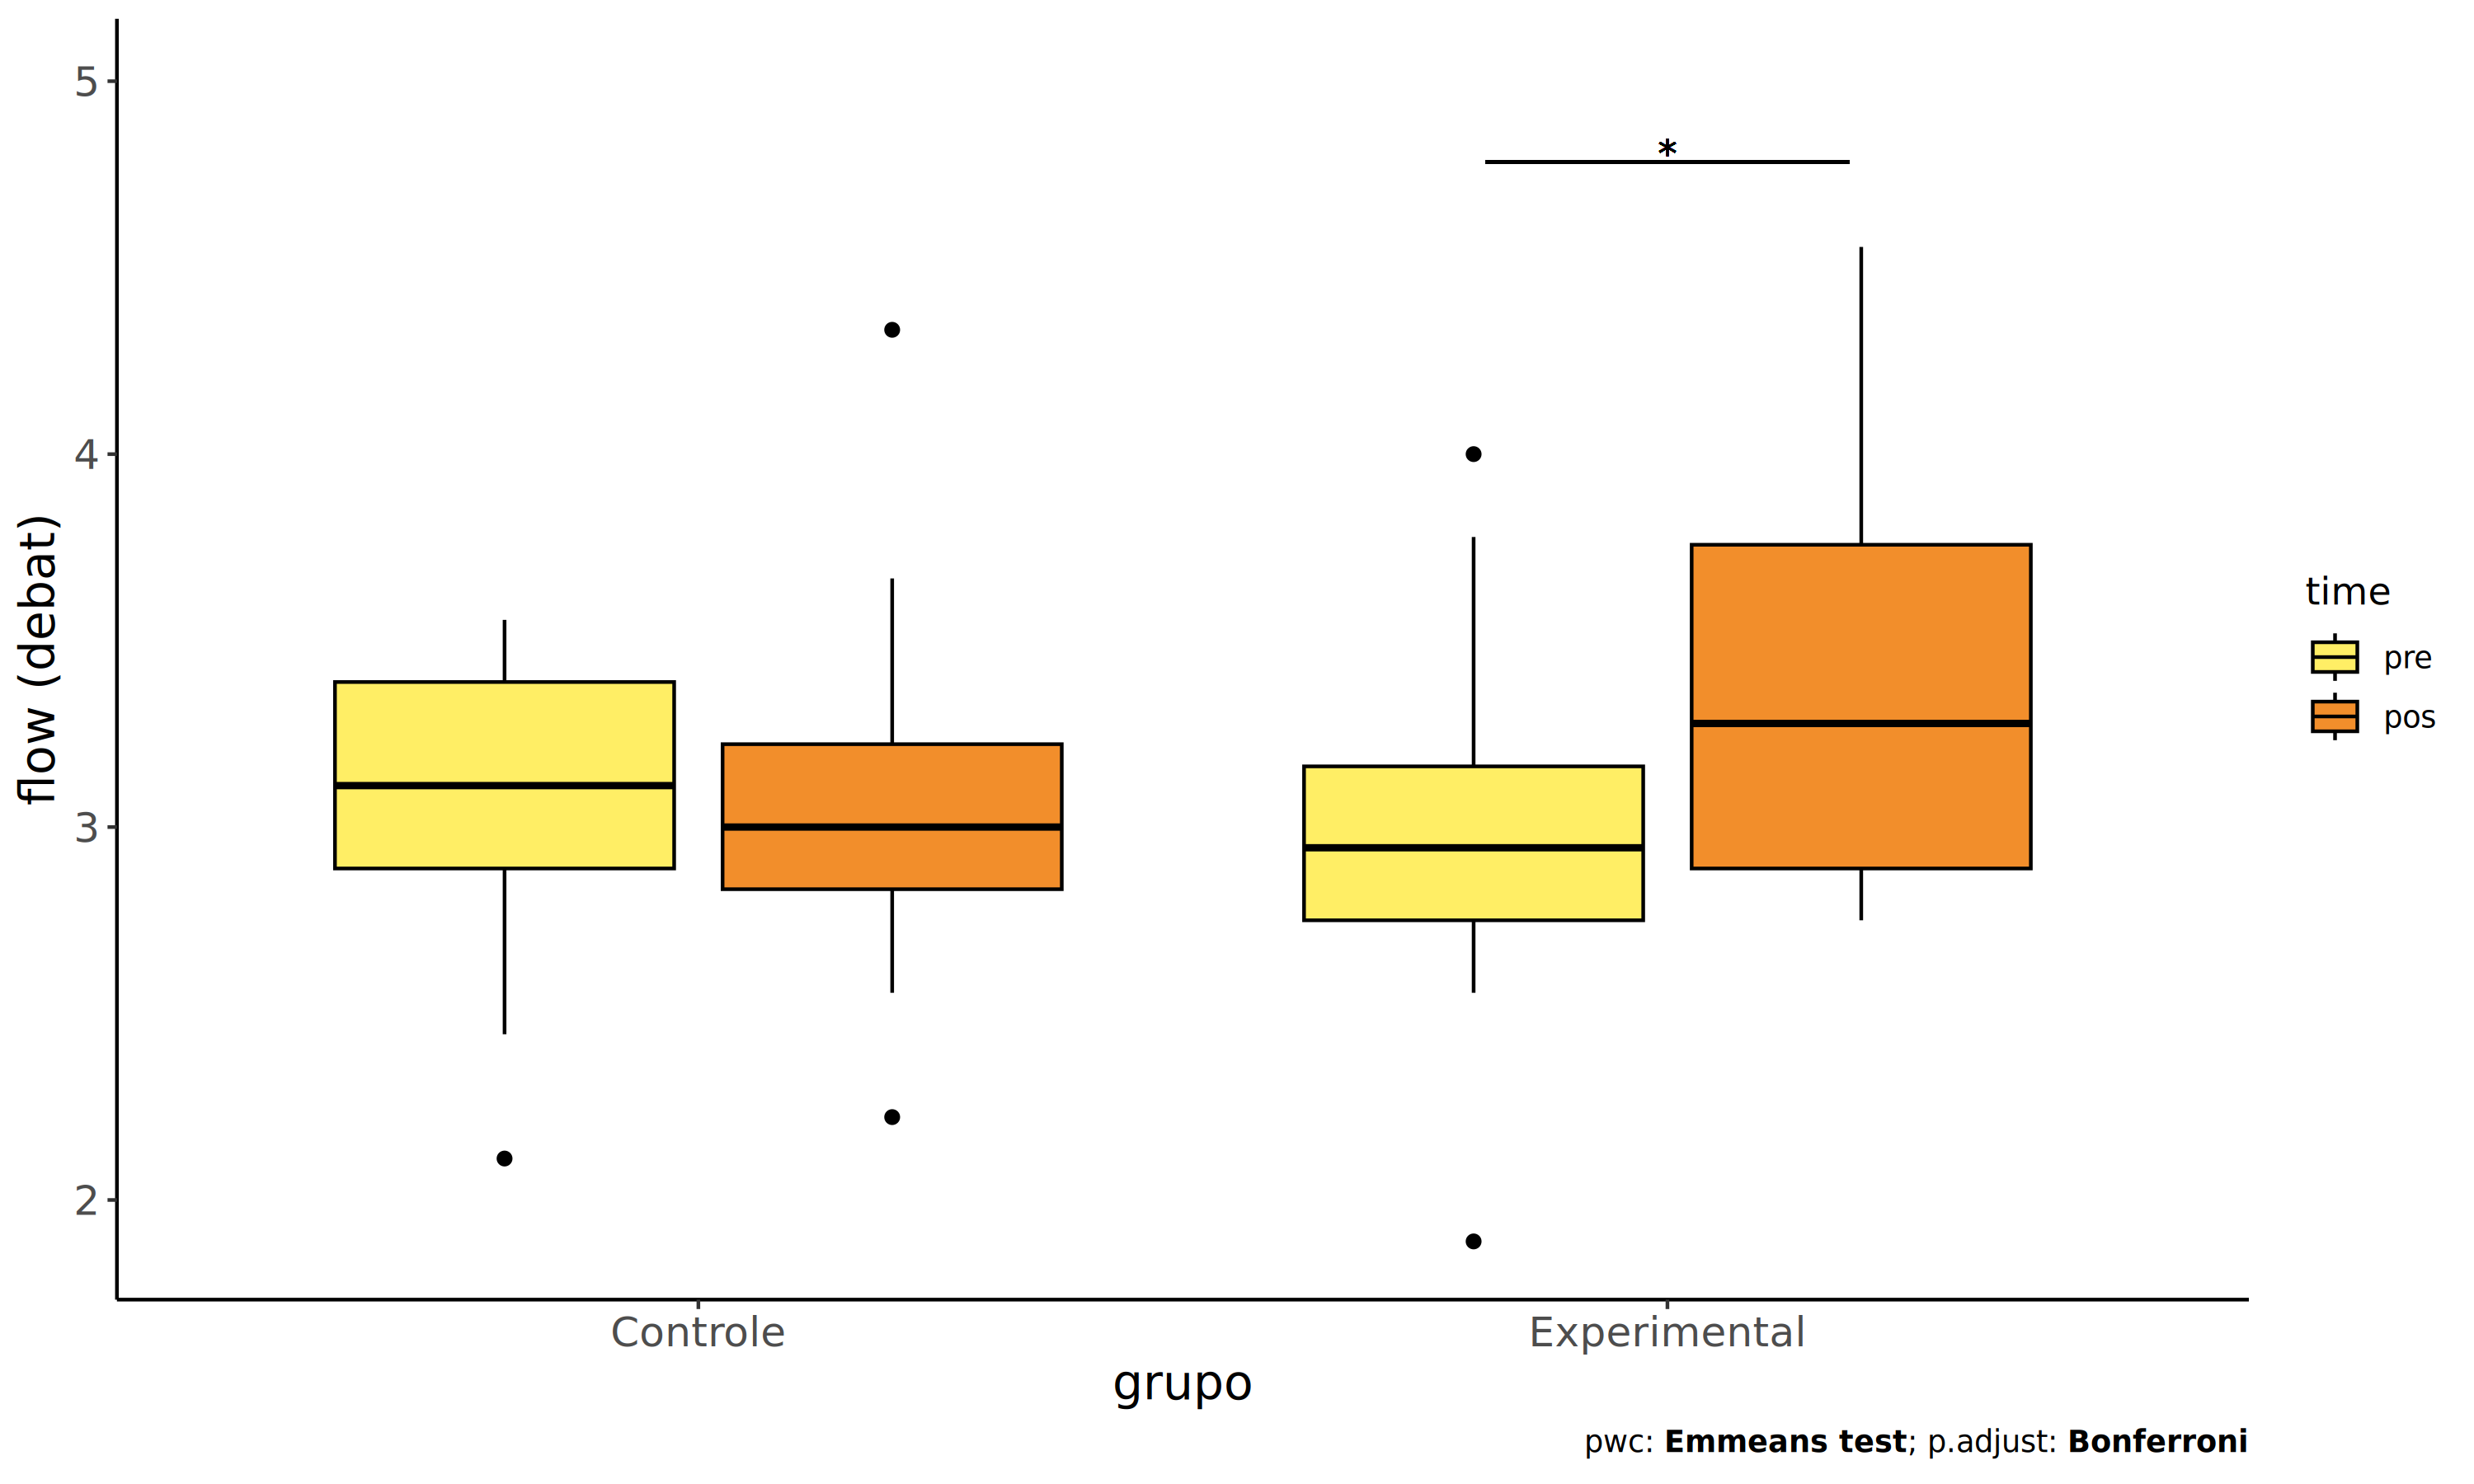 5
4
3
2
flow (debat)
*
Controle
Experimental
grupo
time
pre
pos
pwc: Emmeans test; p.adjust: Bonferroni